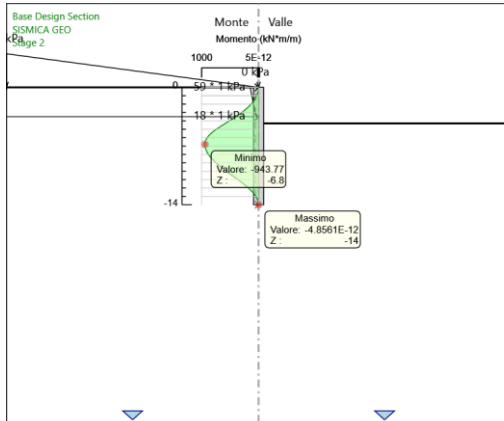 Base Design Section
SISMICA GEO
Stage 2
kPa
Monte Valle
Momento (kN*m/m)
1000 5E-12
0 kPa
0
59 * 1 kPa
18 * 1 kPa
Minimo
Valore: -943.77
Z : -6.8
-14
Massimo
Valore: -4.8561E-12
Z : -14